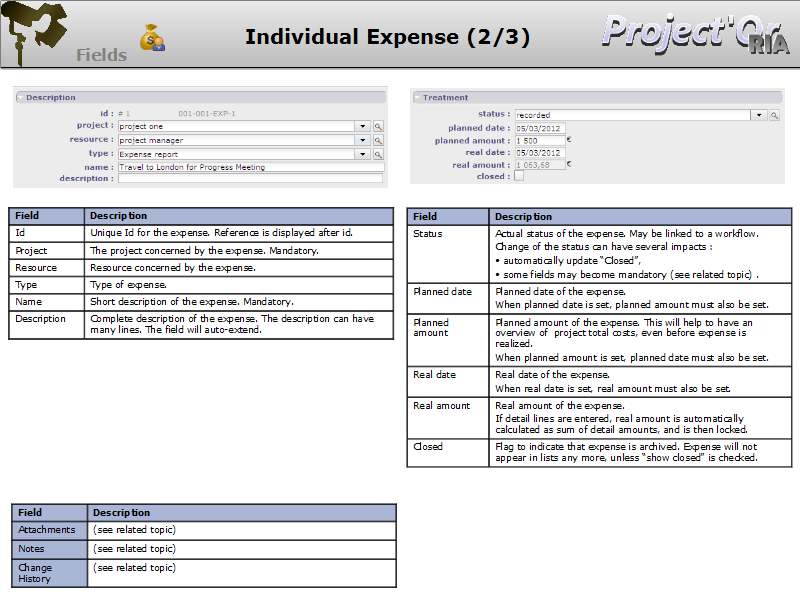 Fields
Individual Expense (2/3)
Project'Or
RIA
Description
id : # 1 001-001-EXP-1
project : project one
resource : project manager
type : Expense report
name : Travel to London for Progress Meeting
description :
Treatment
status : recorded
planned date : 05/03/2012
planned amount : 1 500 €
real date : 05/03/2012
real amount : 1 063,68 €
closed :
Field Description
Id Unique Id for the expense. Reference is displayed after id.
Project The project concerned by the expense. Mandatory.
Resource Resource concerned by the expense.
Type Type of expense.
Name Short description of the expense. Mandatory.
Description Complete description of the expense. The description can have
many lines. The field will auto-extend.
Field Description
Status Actual status of the expense. May be linked to a workflow.
Change of the status can have several impacts :
• automatically update “Closed”,
• some fields may become mandatory (see related topic) .
Planned date Planned date of the expense.
When planned date is set, planned amount must also be set.
Planned Planned amount of the expense. This will help to have an
amount overview of project total costs, even before expense is
realized.
When planned amount is set, planned date must also be set.
Real date Real date of the expense.
When real date is set, real amount must also be set.
Real amount Real amount of the expense.
If detail lines are entered, real amount is automatically
calculated as sum of detail amounts, and is then locked.
Closed Flag to indicate that expense is archived. Expense will not
appear in lists any more, unless “show closed” is checked.
Field Description
Attachments (see related topic)
Notes (see related topic)
Change (see related topic)
History